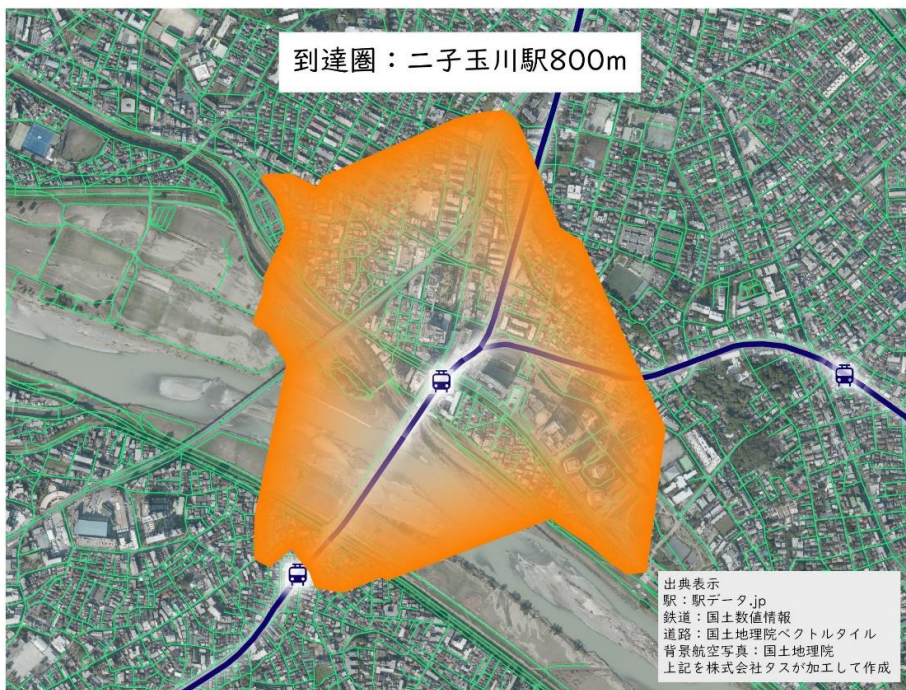 到達圏：二子玉川駅800m
出典表示
駅：駅データ.jp
鉄道：国土数値情報
道路：国土地理院ベクトルタイル
背景航空写真：国土地理院
上記を株式会社タスが加工して作成